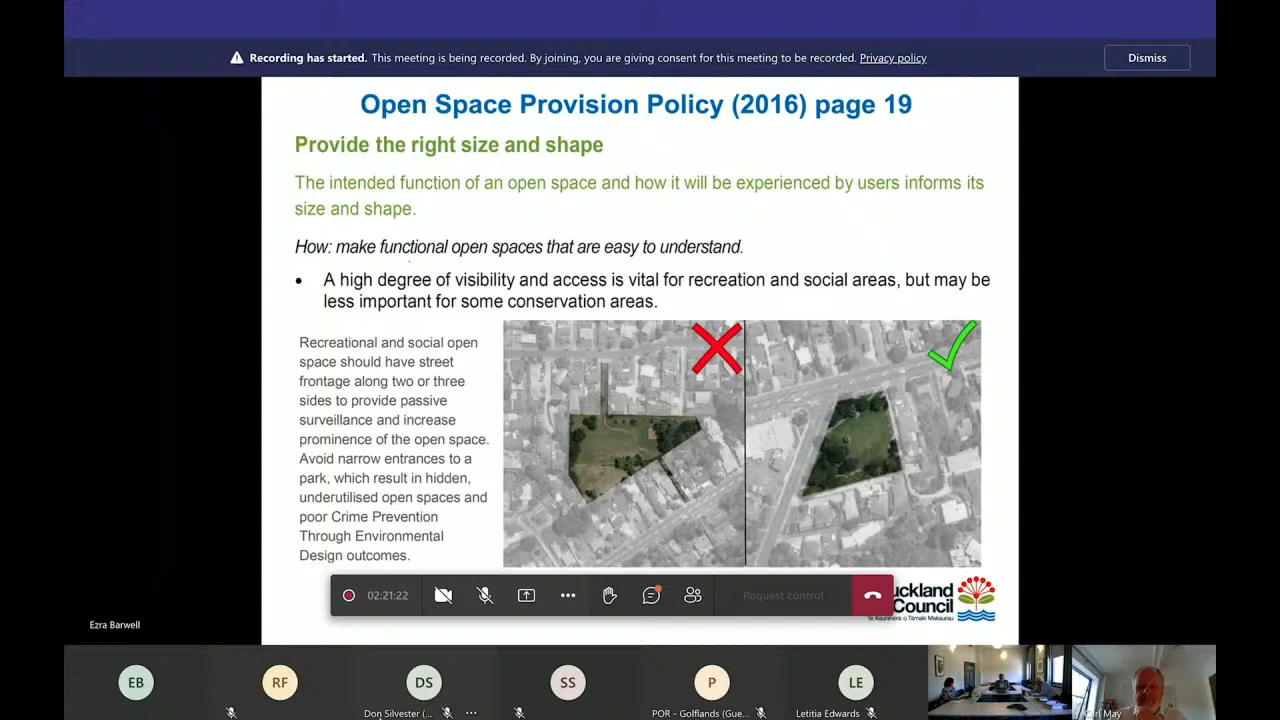 Recording has started. This meeting is being recorded. By joining, you are giving consent for this meeting to be recorded. Privacy policy
Dismiss
Open Space Provision Policy (2016) page 19
Provide the right size and shape
The intended function of an open space and how it will be experienced by users informs its
size and shape.
How: make functional open spaces that are easy to understand.
• A high degree of visibility and access is vital for recreation and social areas, but may be
less important for some conservation areas.
Recreational and social open
space should have street
frontage along two or three
sides to provide passive
surveillance and increase
prominence of the open space.
Avoid narrow entrances to a
park, which result in hidden,
underutilised open spaces and
poor Crime Prevention
Through Environmental
Design outcomes.
02:21:22
Request control
uckland
Council
Te Kaunihera o Tāmaki Makaurau
Ezra Barwell
EB
RF
DS
SS
P
LE
Don Silvester (...
POR - Golflands (Gue...
Letitia Edwards
Carl May